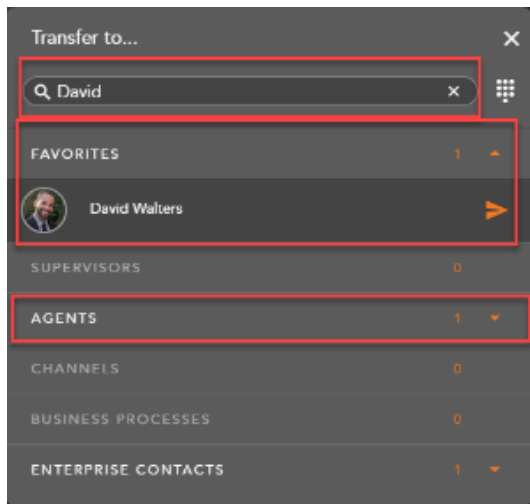 Transfer to...
David
FAVORITES 1
David Walters
SUPERVISORS 0
AGENTS 1
CHANNELS 0
BUSINESS PROCESSES 0
ENTERPRISE CONTACTS 1